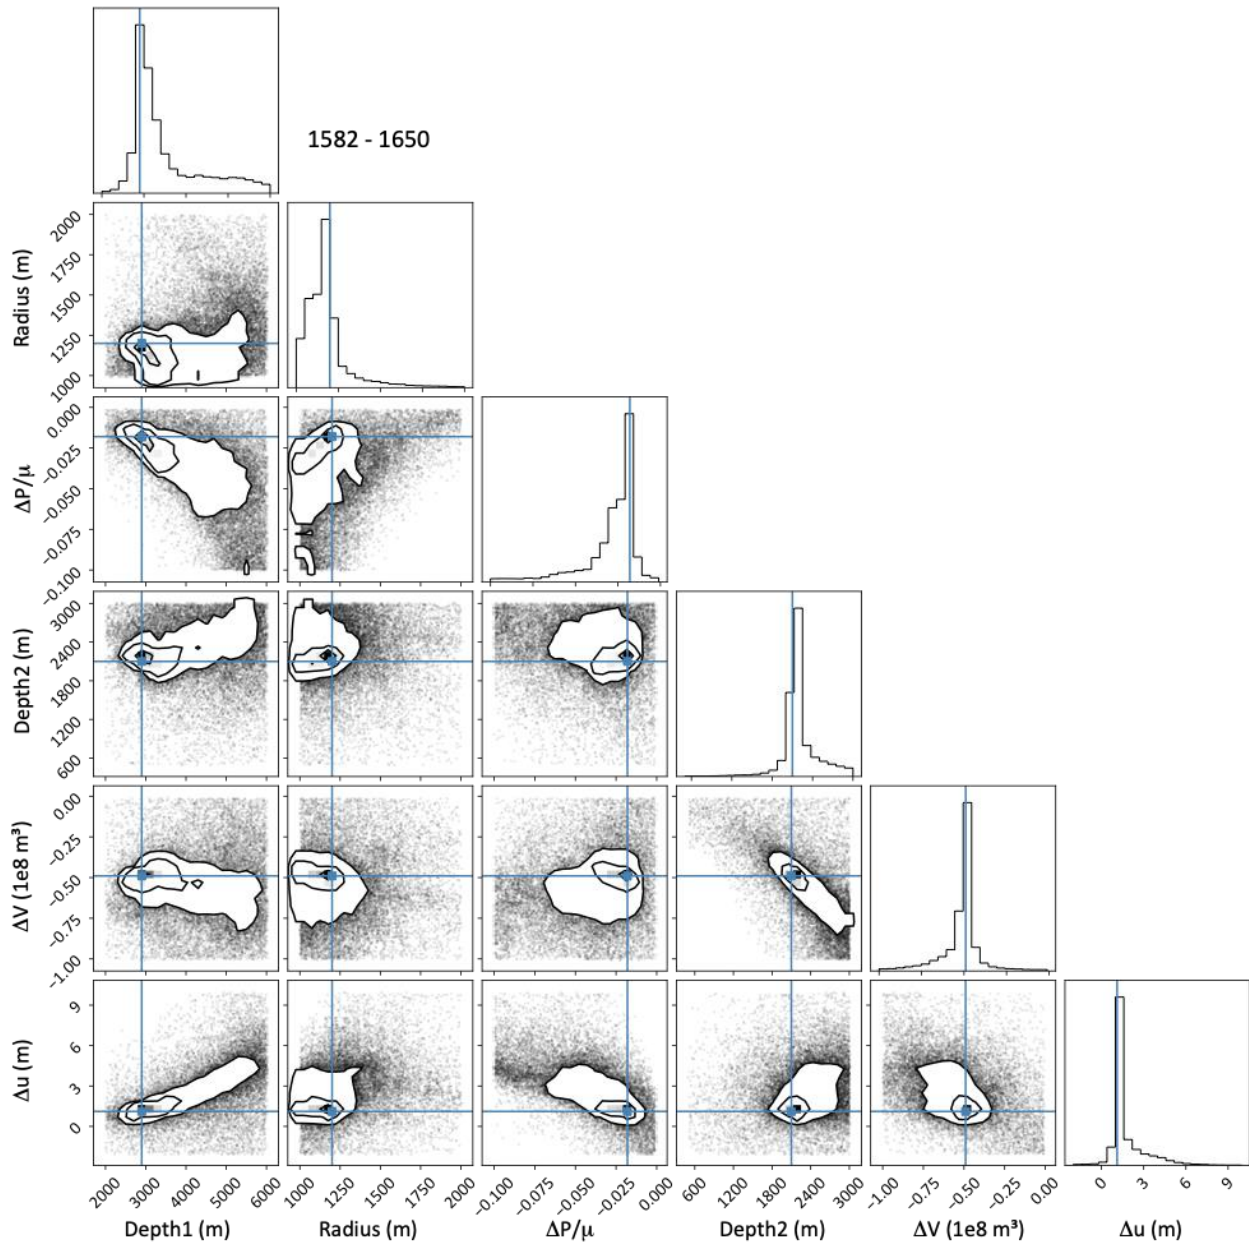 1582 - 1650
Radius (m)
2000
1750
1500
1250
1000
ΔP/μ
0.000
−0.025
−0.050
−0.075
−0.100
Depth2 (m)
3000
2400
1800
1200
600
ΔV (1e8 m³)
0.00
−0.25
−0.50
−0.75
−1.00
Δu (m)
9
6
3
0
2000 3000 4000 5000 6000
1000 1250 1500 1750 2000
−0.100 −0.075 −0.050 −0.025 0.000
600 1200 1800 2400 3000
−1.00 −0.75 −0.50 −0.25 0.00
0 3 6 9
Depth1 (m) Radius (m) ΔP/μ Depth2 (m) ΔV (1e8 m³) Δu (m)